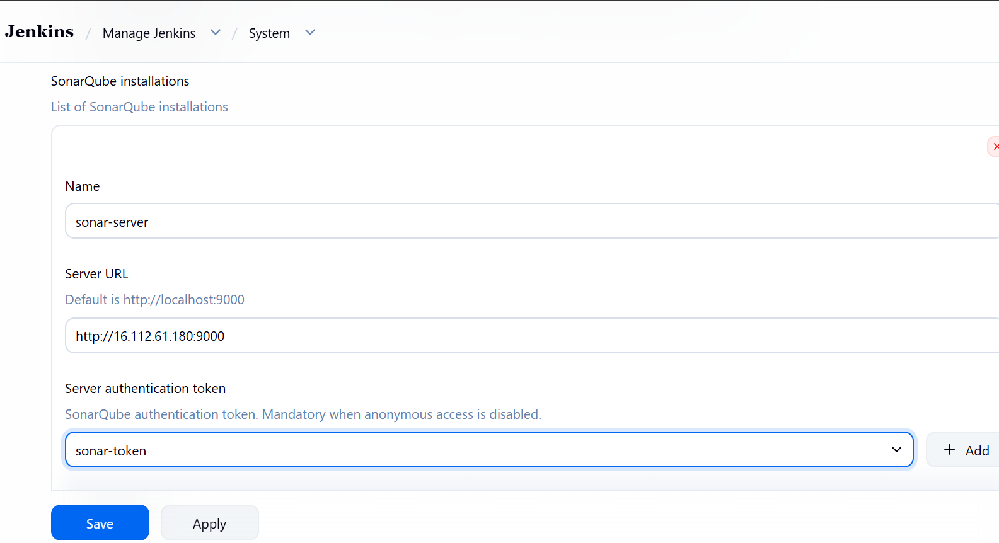 Jenkins / Manage Jenkins / System
SonarQube installations
List of SonarQube installations
Name
sonar-server
Server URL
Default is http://localhost:9000
http://16.112.61.180:9000
Server authentication token
SonarQube authentication token. Mandatory when anonymous access is disabled.
sonar-token
+ Add
Save Apply